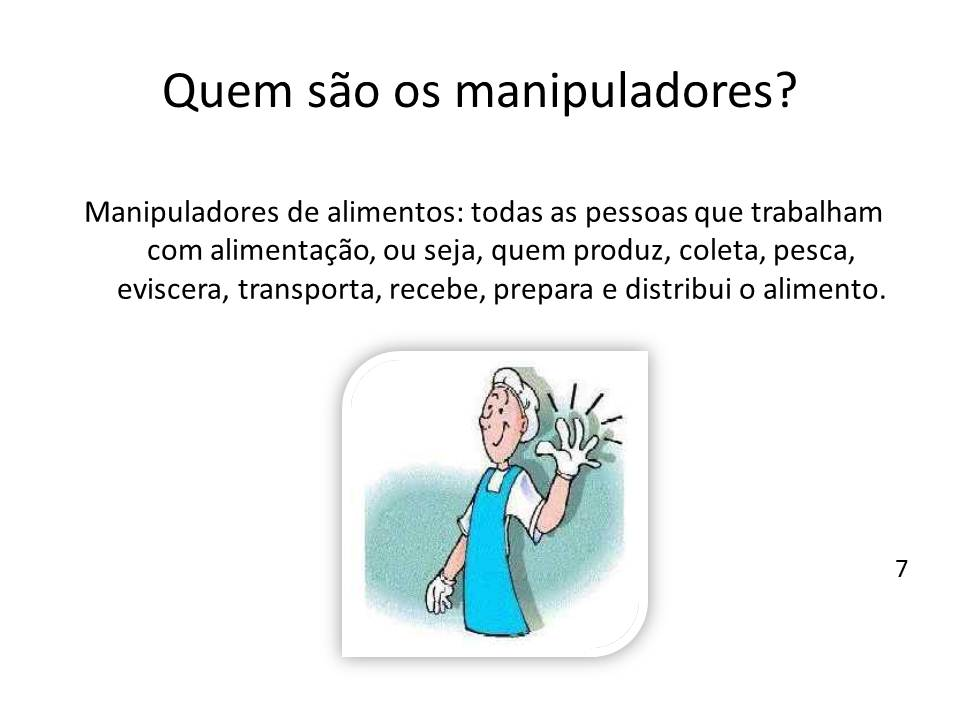 Quem são os manipuladores?
Manipuladores de alimentos: todas as pessoas que trabalham
com alimentação, ou seja, quem produz, coleta, pesca,
eviscera, transporta, recebe, prepara e distribui o alimento.
7